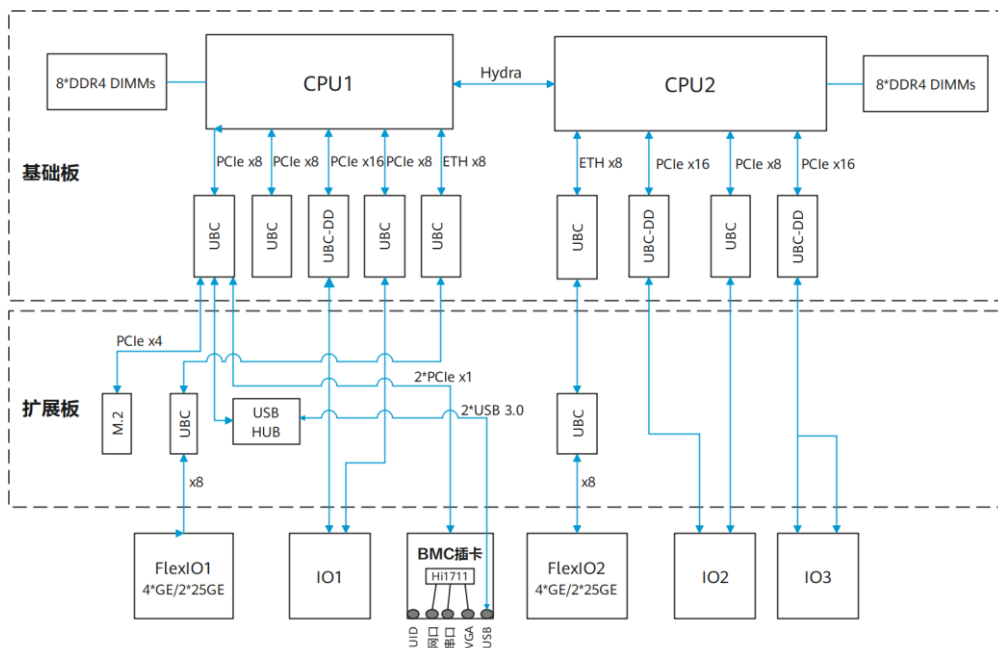 8*DDR4 DIMMs
CPU1
Hydra
CPU2
8*DDR4 DIMMs
基础板
PCIe x8
PCIe x8
PCIe x16
PCIe x8
ETH x8
ETH x8
PCIe x16
PCIe x8
PCIe x16
UBC
UBC
UBC-DD
UBC
UBC
UBC
UBC-DD
UBC
UBC-DD
扩展板
PCIe x4
2*PCIe x1
M.2
UBC
USB
HUB
2*USB 3.0
UBC
x8
x8
FlexIO1
4*GE/2*25GE
IO1
BMC插卡
Hi1711
UID
网口
串口
VGA
USB
FlexIO2
4*GE/2*25GE
IO2
IO3